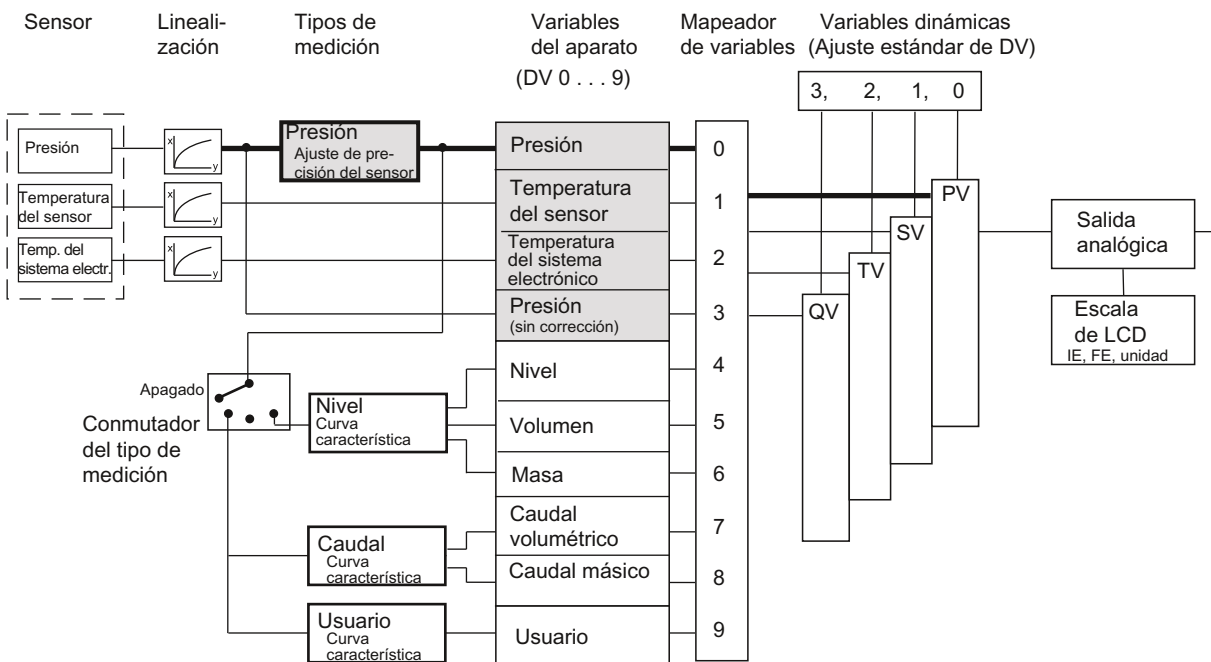 Sensor
Lineali-
zación
Tipos de
medición
Variables
del aparato
(DV 0 . . . 9)
Mapeador
de variables
Variables dinámicas
(Ajuste estándar de DV)
3, 2, 1, 0
Presión
x
y
Presión
Ajuste de pre-
cisión del sensor
Presión
0
Temperatura
del sensor
x
y
Temperatura
del sensor
1
PV
Temp. del
sistema electr.
x
y
Temperatura
del sistema
electrónico
2
SV
TV
Salida
analógica
Presión
(sin corrección)
3
QV
Escala
de LCD
IE, FE, unidad
Apagado
Conmutador
del tipo de
medición
Nivel
Curva
característica
Nivel
4
Volumen
5
Masa
6
Caudal
Curva
característica
Caudal
volumétrico
7
Caudal másico
8
Usuario
Curva
característica
Usuario
9